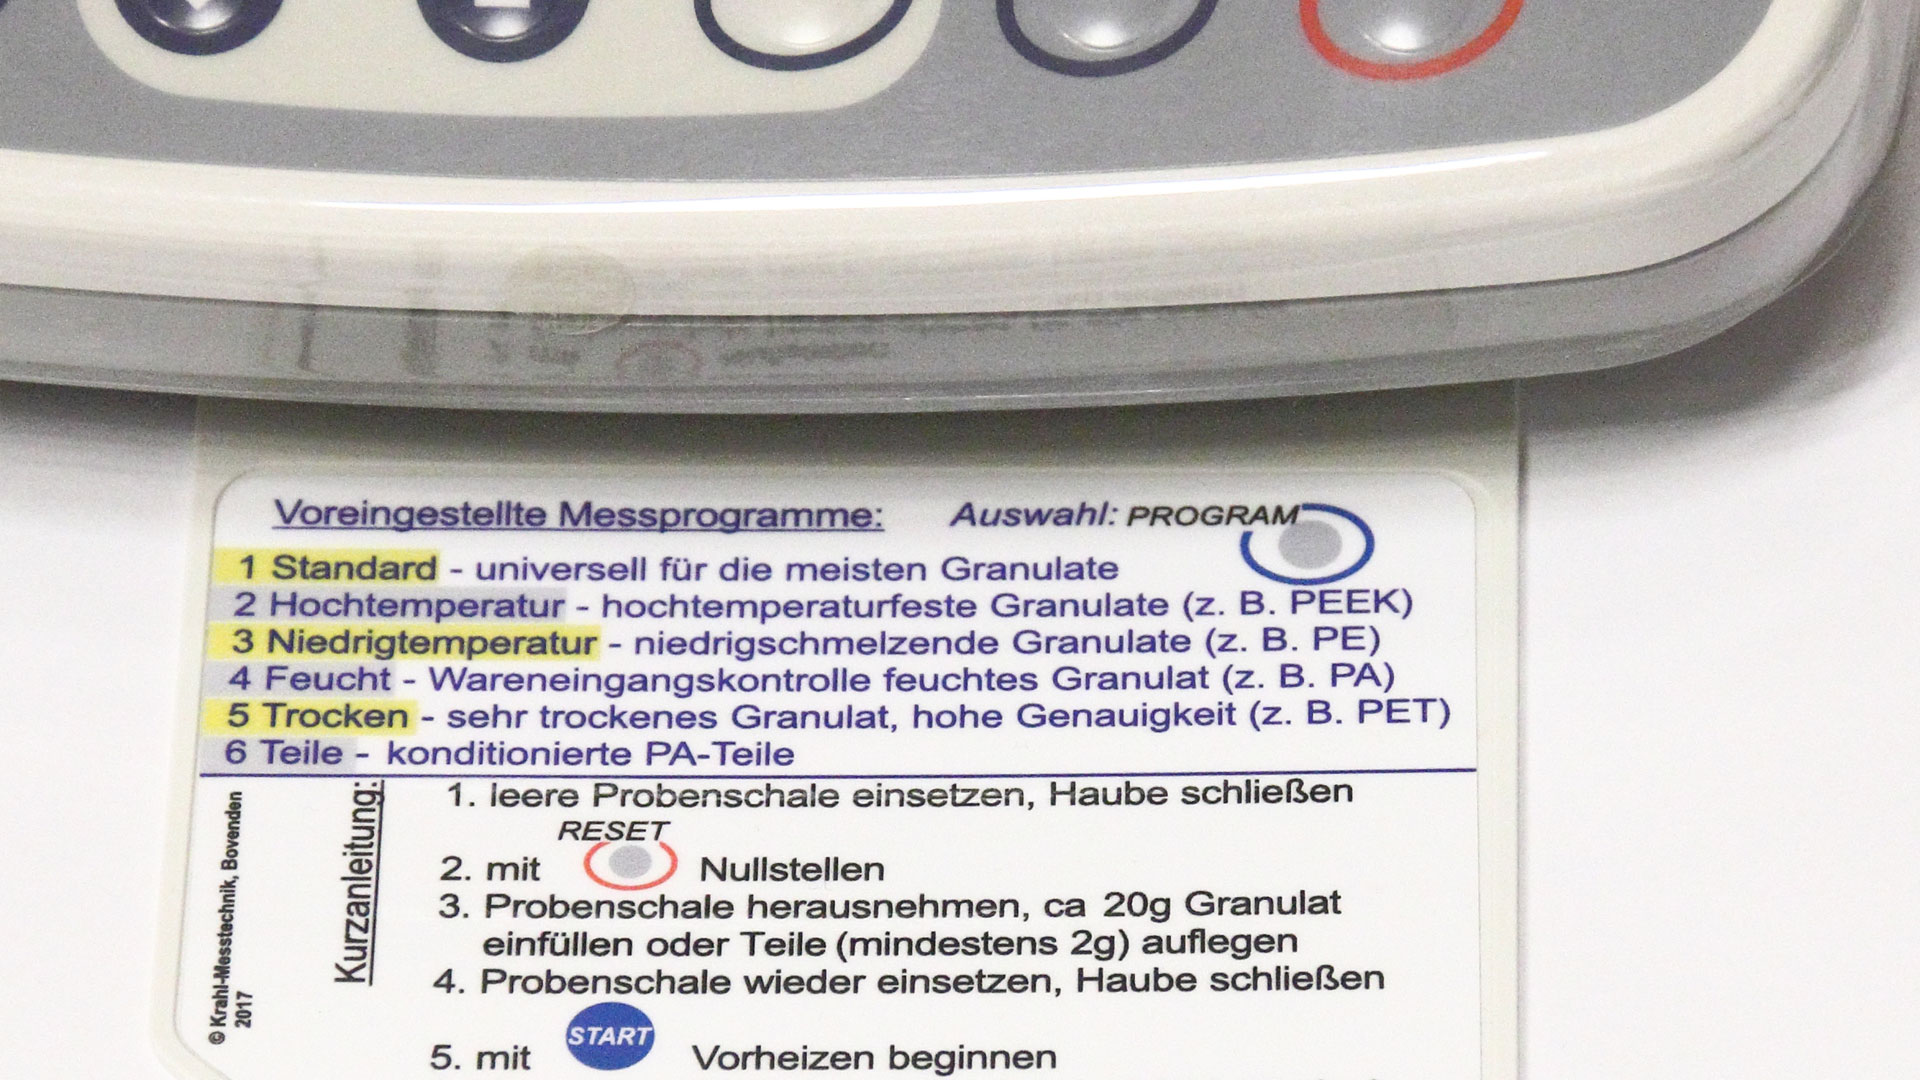 Voreingestellte Messprogramme: Auswahl: PROGRAM
1 Standard - universell für die meisten Granulate
2 Hochtemperatur - hochtemperaturfeste Granulate (z. B. PEEK)
3 Niedrigtemperatur - niedrigschmelzende Granulate (z. B. PE)
4 Feucht - Wareneingangskontrolle feuchtes Granulat (z. B. PA)
5 Trocken - sehr trockenes Granulat, hohe Genauigkeit (z. B. PET)
6 Teile - konditionierte PA-Teile
© Krahl-Messtechnik, Bovenden
2017
Kurzanleitung:
1. leere Probenschale einsetzen, Haube schließen
RESET
2. mit Nullstellen
3. Probenschale herausnehmen, ca 20g Granulat
einfüllen oder Teile (mindestens 2g) auflegen
4. Probenschale wieder einsetzen, Haube schließen
START
5. mit Vorheizen beginnen